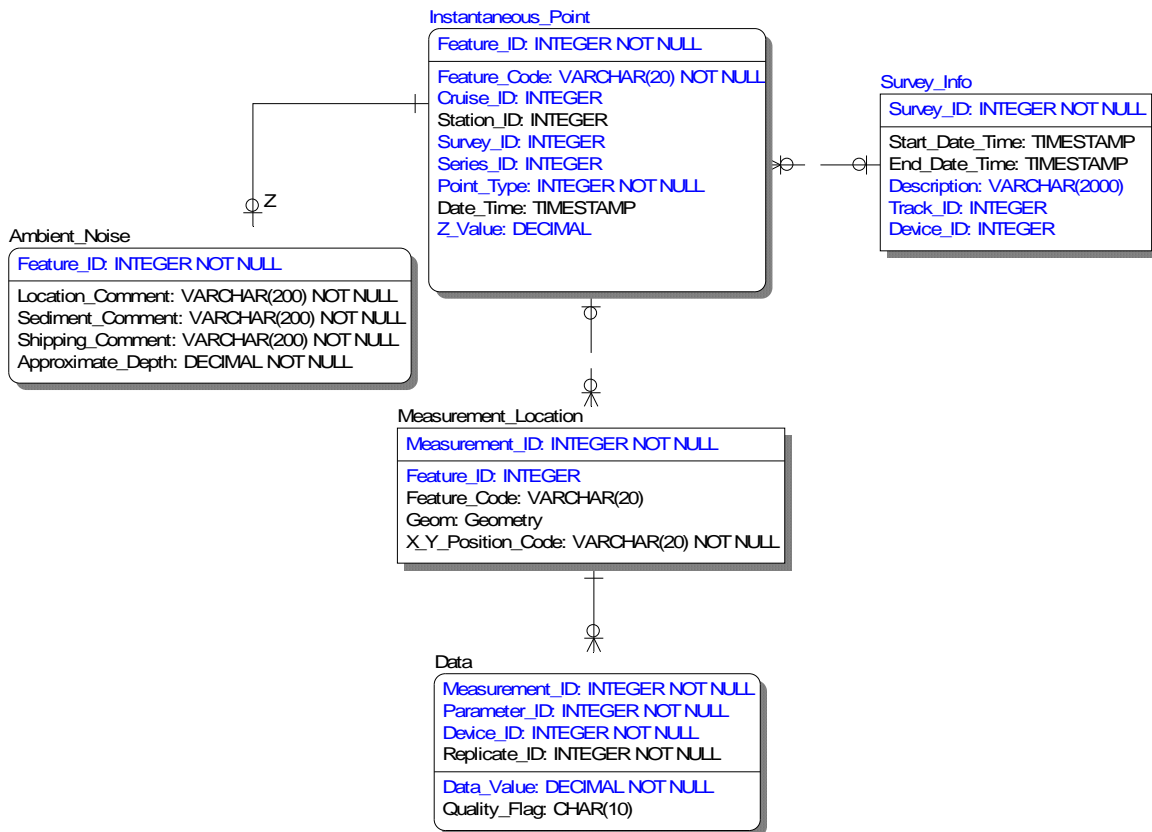 Instantaneous_Point
Feature_ID: INTEGER NOT NULL
Feature_Code: VARCHAR(20) NOT NULL
Cruise_ID: INTEGER
Station_ID: INTEGER
Survey_ID: INTEGER
Series_ID: INTEGER
Point_Type: INTEGER NOT NULL
Date_Time: TIMESTAMP
Z_Value: DECIMAL
Survey_Info
Survey_ID: INTEGER NOT NULL
Start_Date_Time: TIMESTAMP
End_Date_Time: TIMESTAMP
Description: VARCHAR(2000)
Track_ID: INTEGER
Device_ID: INTEGER
Z
Ambient_Noise
Feature_ID: INTEGER NOT NULL
Location_Comment: VARCHAR(200) NOT NULL
Sediment_Comment: VARCHAR(200) NOT NULL
Shipping_Comment: VARCHAR(200) NOT NULL
Approximate_Depth: DECIMAL NOT NULL
Measurement_Location
Measurement_ID: INTEGER NOT NULL
Feature_ID: INTEGER
Feature_Code: VARCHAR(20)
Geom: Geometry
X_Y_Position_Code: VARCHAR(20) NOT NULL
Data
Measurement_ID: INTEGER NOT NULL
Parameter_ID: INTEGER NOT NULL
Device_ID: INTEGER NOT NULL
Replicate_ID: INTEGER NOT NULL
Data_Value: DECIMAL NOT NULL
Quality_Flag: CHAR(10)